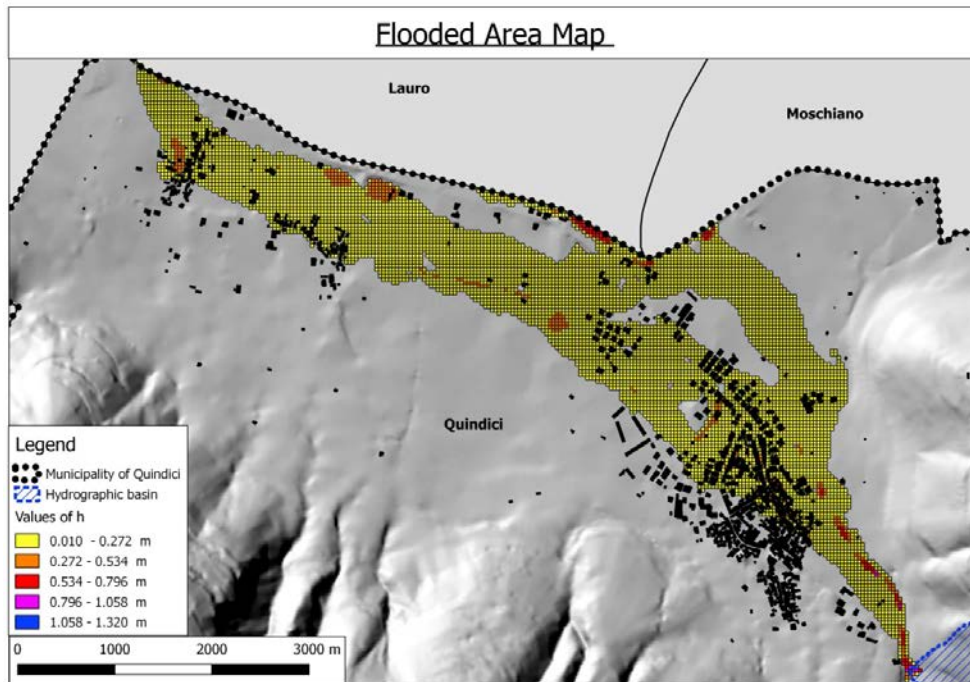 Flooded Area Map
Lauro
Moschiano
Quindici
Legend
Municipality of Quindici
Hydrographic basin
Values of h
0.010 - 0.272 m
0.272 - 0.534 m
0.534 - 0.796 m
0.796 - 1.058 m
1.058 - 1.320 m
0 1000 2000 3000 m